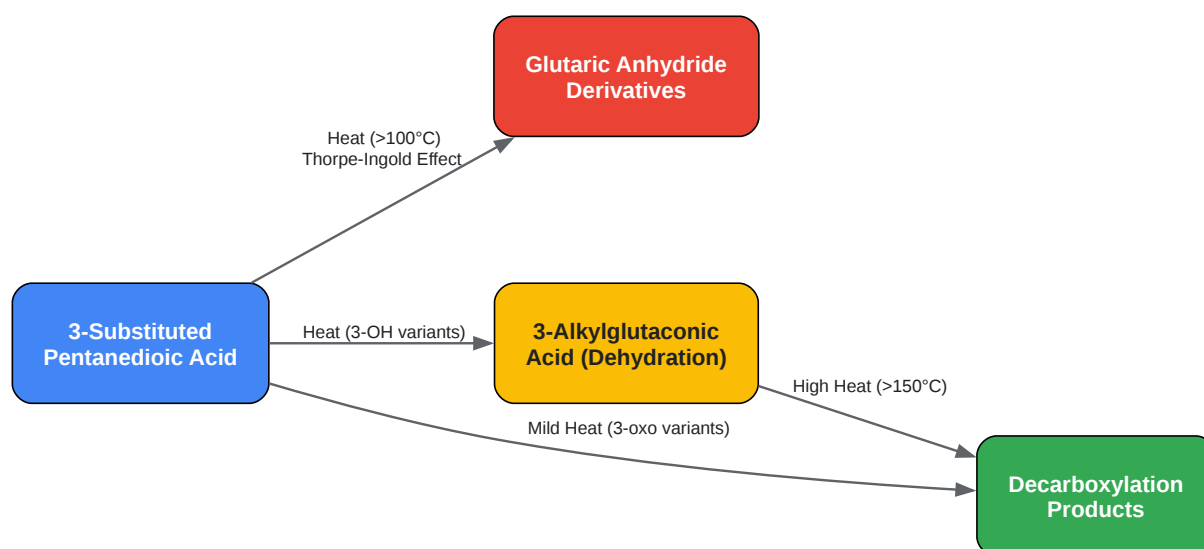 Glutaric Anhydride
Derivatives
Heat (>100°C)
Thorpe-Ingold Effect
3-Substituted
Pentanedioic Acid
Heat (3-OH variants)
3-Alkylglutaconic
Acid (Dehydration)
High Heat (>150°C)
Mild Heat (3-oxo variants)
Decarboxylation
Products